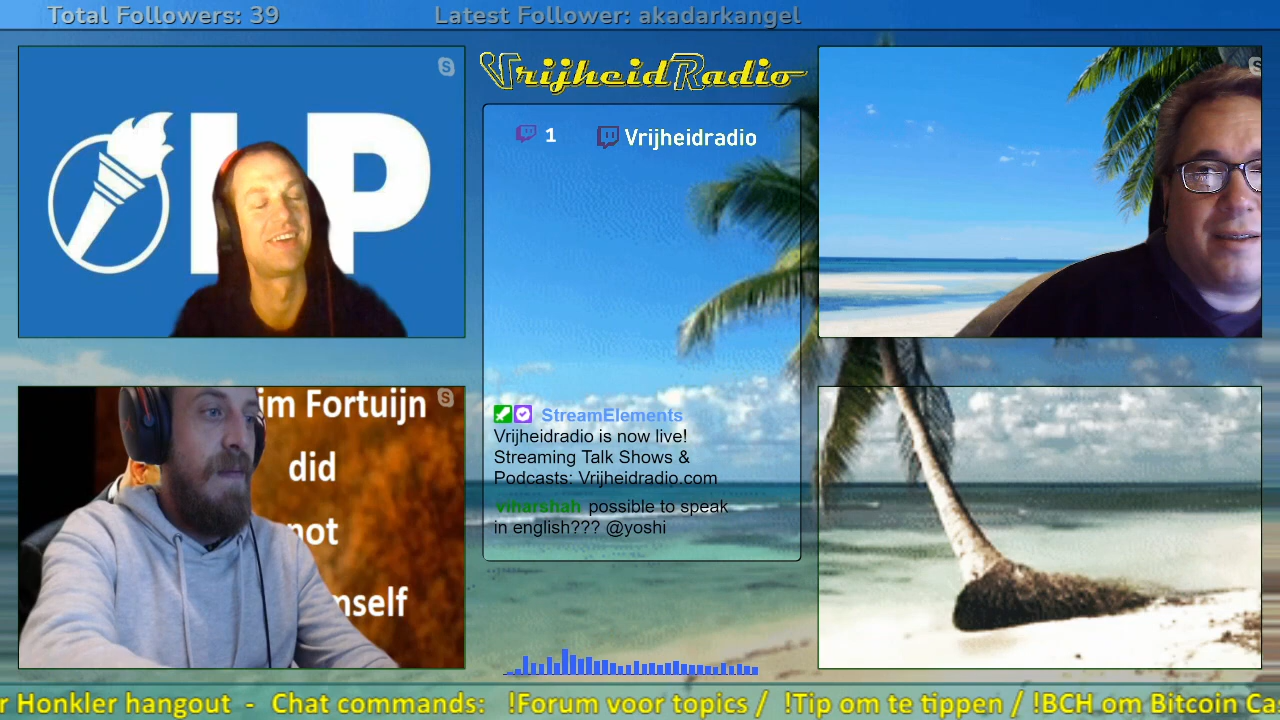 Total Followers: 39
Latest Follower: akadarkangel
VrijheidRadio
LP
1
Vrijheidradio
im Fortuijn
did
not
mself
StreamElements
Vrijheidradio is now live!
Streaming Talk Shows &
Podcasts: Vrijheidradio.com
viharshah possible to speak
in english??? @yoshi
r Honkler hangout - Chat commands: !Forum voor topics / !Tip om te tippen / !BCH om Bitcoin Ca